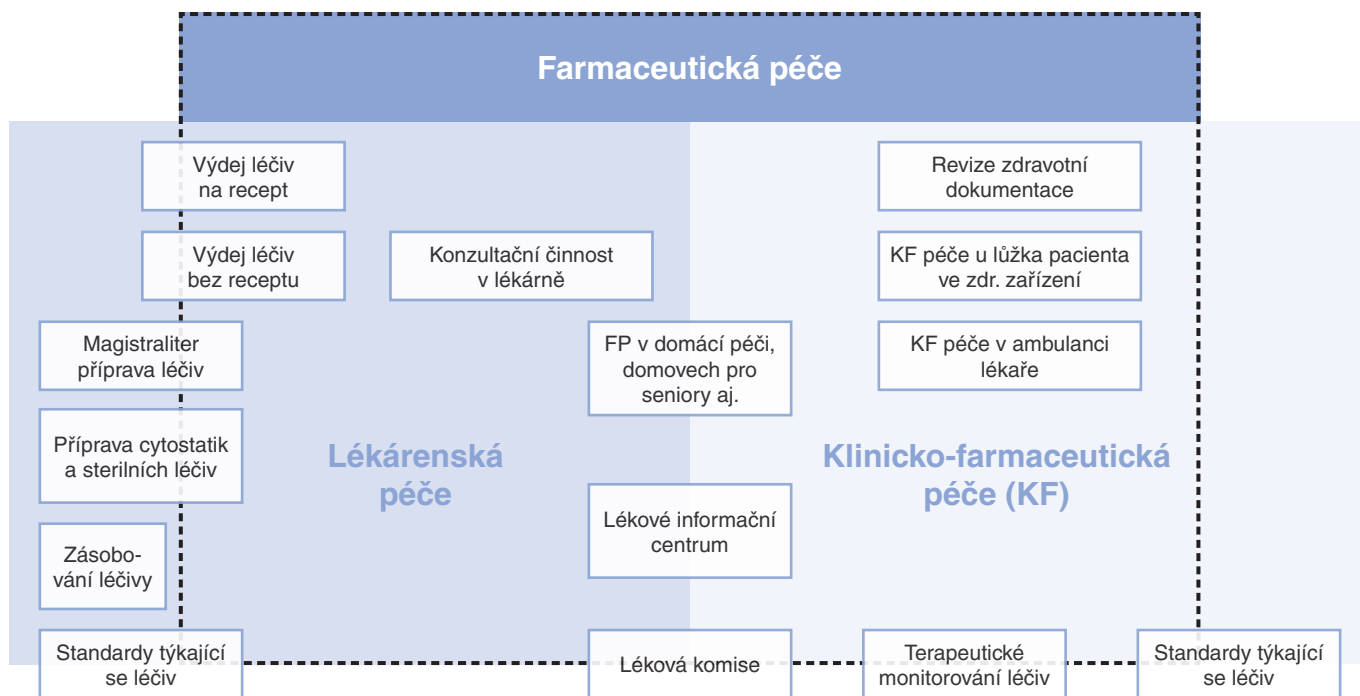 Farmaceutická péče
Výdej léčiv
na recept
Revize zdravotní
dokumentace
Výdej léčiv
bez receptu
Konzultační činnost
v lékárně
KF péče u lůžka pacienta
ve zdr. zařízení
Magistraliter
příprava léčiv
FP v domácí péči,
domovech pro
seniory aj.
KF péče v ambulanci
lékaře
Příprava cytostatik
a sterilních léčiv
Lékárenská
péče
Klinicko-farmaceutická
péče (KF)
Lékové informační
centrum
Zásobo-
vání léčivy
Standardy týkající
se léčiv
Léková komise
Terapeutické
monitorování léčiv
Standardy týkající
se léčiv